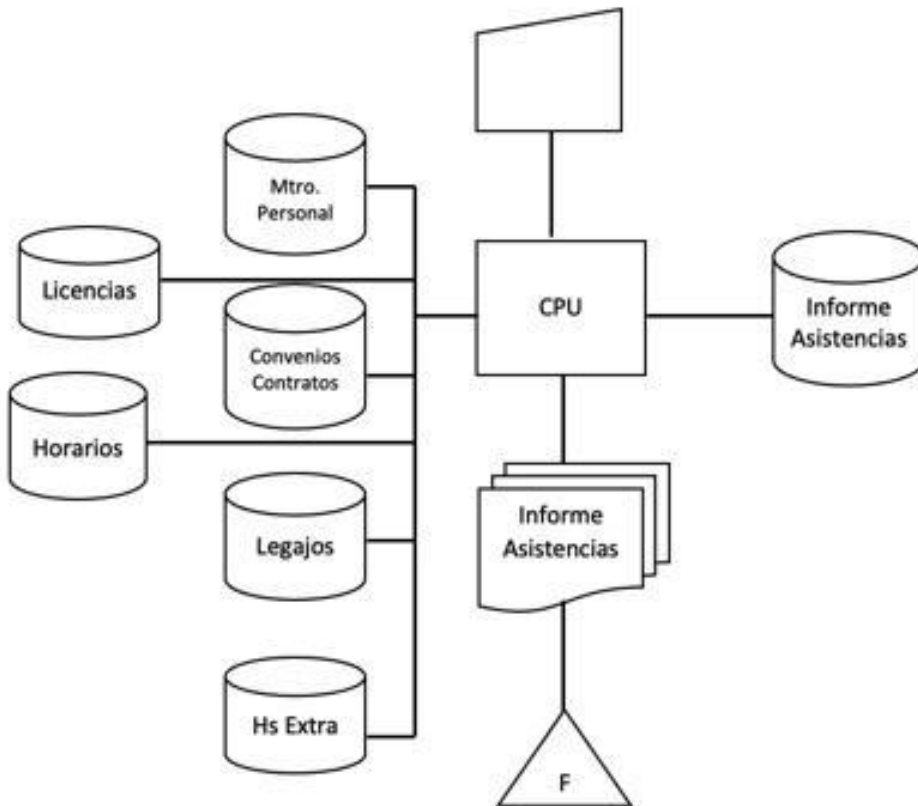 Mtro.
Personal
Licencias
CPU
Informe
Asistencias
Convenios
Contratos
Horarios
Legajos
Informe
Asistencias
Hs Extra
F